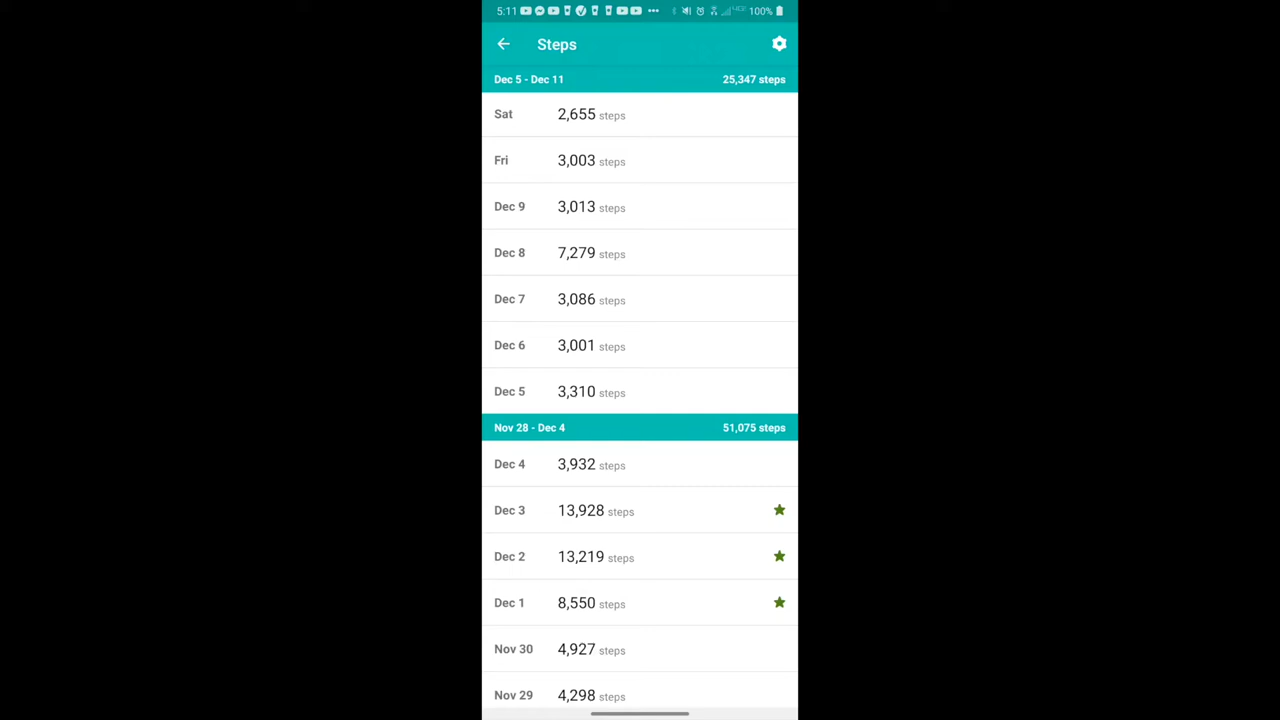 5:11 100%
Steps
Dec 5 - Dec 11 25,347 steps
Sat 2,655 steps
Fri 3,003 steps
Dec 9 3,013 steps
Dec 8 7,279 steps
Dec 7 3,086 steps
Dec 6 3,001 steps
Dec 5 3,310 steps
Nov 28 - Dec 4 51,075 steps
Dec 4 3,932 steps
Dec 3 13,928 steps
Dec 2 13,219 steps
Dec 1 8,550 steps
Nov 30 4,927 steps
Nov 29 4,298 steps